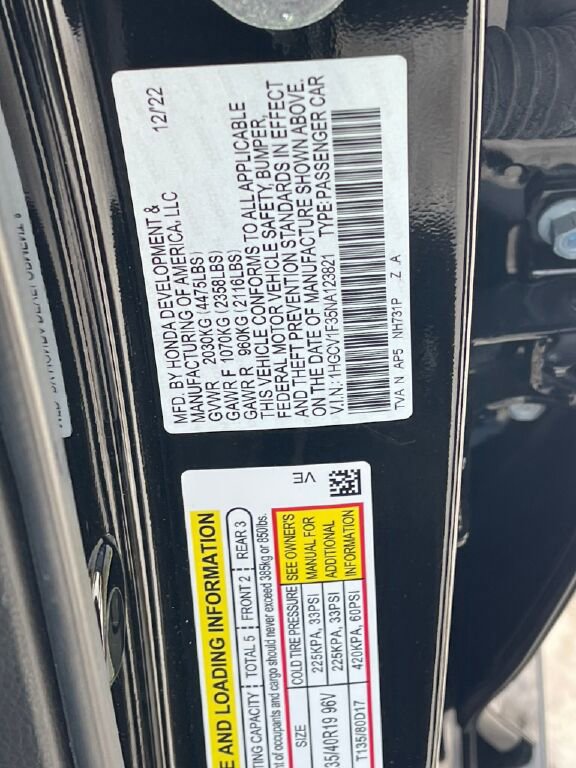 MFD. BY HONDA DEVELOPMENT & 12/22
MANUFACTURING OF AMERICA, LLC
GVWR 2030KG (4475LBS)
GAWR F 1070KG (2358LBS)
GAWR R 960KG (2116LBS)
THIS VEHICLE CONFORMS TO ALL APPLICABLE
FEDERAL MOTOR VEHICLE SAFETY, BUMPER,
AND THEFT PREVENTION STANDARDS IN EFFECT
ON THE DATE OF MANUFACTURE SHOWN ABOVE.
V.I.N.: 1HGCV1F35NA123821 TYPE: PASSENGER CAR
TVA N AP5 NH731P Z A
E AND LOADING INFORMATION
TING CAPACITY TOTAL 5 FRONT 2 REAR 3
t of occupants and cargo should never exceed 385kg or 850lbs.
SIZE COLD TIRE PRESSURE SEE OWNER'S
35/40R19 96V 225KPA, 33PSI MANUAL FOR
225KPA, 33PSI ADDITIONAL
T135/80D17 420KPA, 60PSI INFORMATION
VE